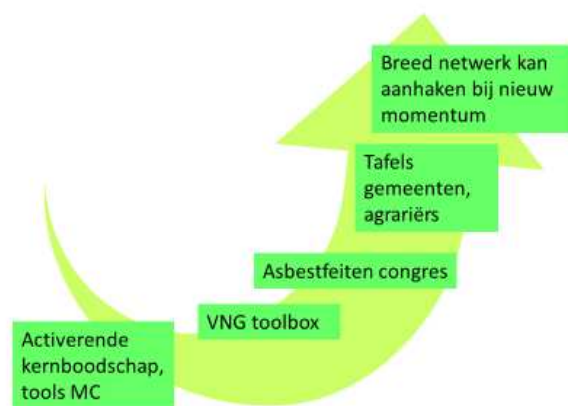 Breed netwerk kan
aanhaken bij nieuw
momentum
Tafels
gemeenten,
agrariërs
Asbestfeiten congres
VNG toolbox
Activerende
kernboodschap,
tools MC